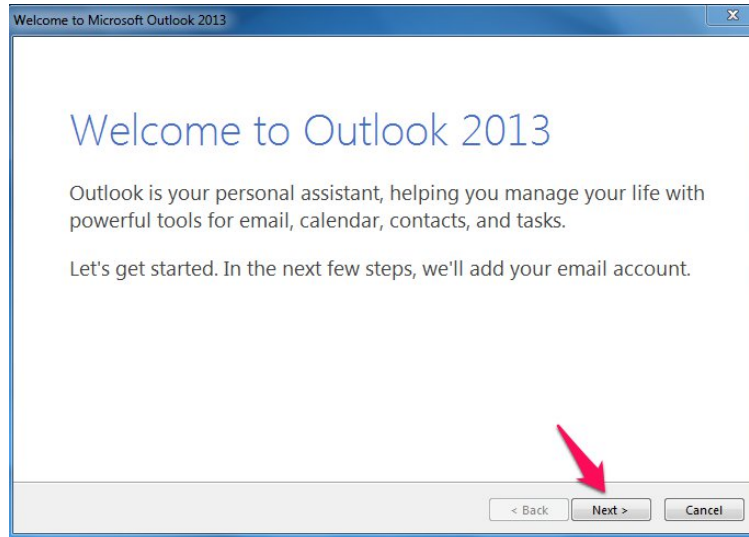 Welcome to Microsoft Outlook 2013
Welcome to Outlook 2013
Outlook is your personal assistant, helping you manage your life with
powerful tools for email, calendar, contacts, and tasks.
Let's get started. In the next few steps, we'll add your email account.
< Back Next > Cancel